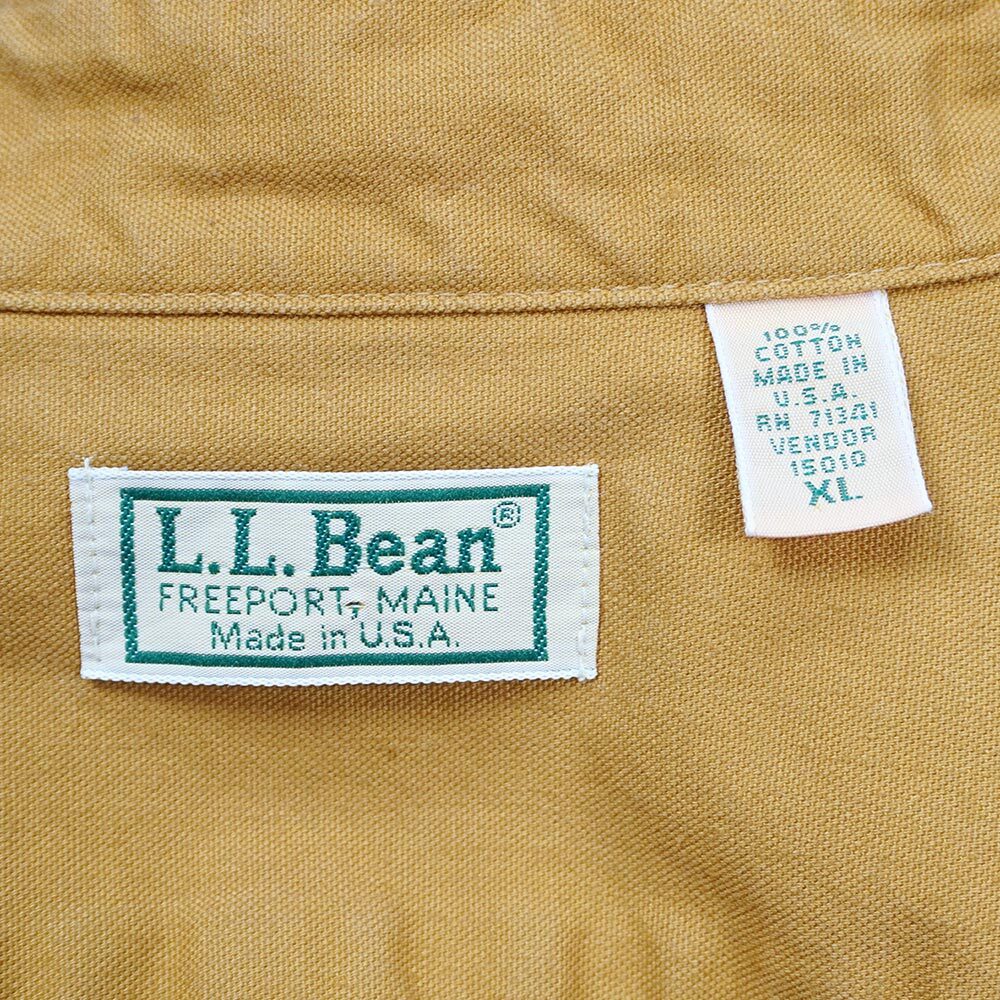 L.L. Bean®
FREEPORT, MAINE
Made in U.S.A.
100%
COTTON
MADE IN
U.S.A.
RN 71341
VENDOR
15010
XL